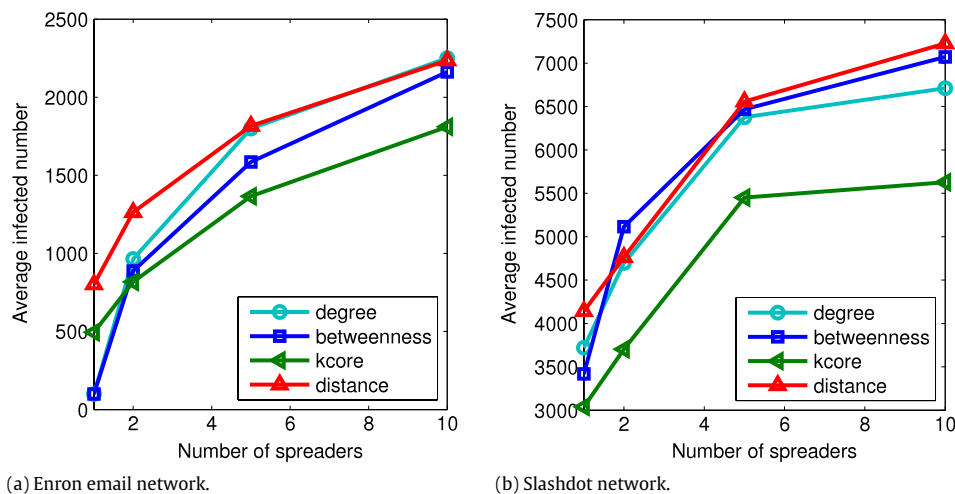 2500
2000
1500
1000
500
0
2
4
6
8
10
Average infected number
Number of spreaders
degree
betweenness
kcore
distance
(a) Enron email network.
7500
7000
6500
6000
5500
5000
4500
4000
3500
3000
2
4
6
8
10
Average infected number
Number of spreaders
degree
betweenness
kcore
distance
(b) Slashdot network.